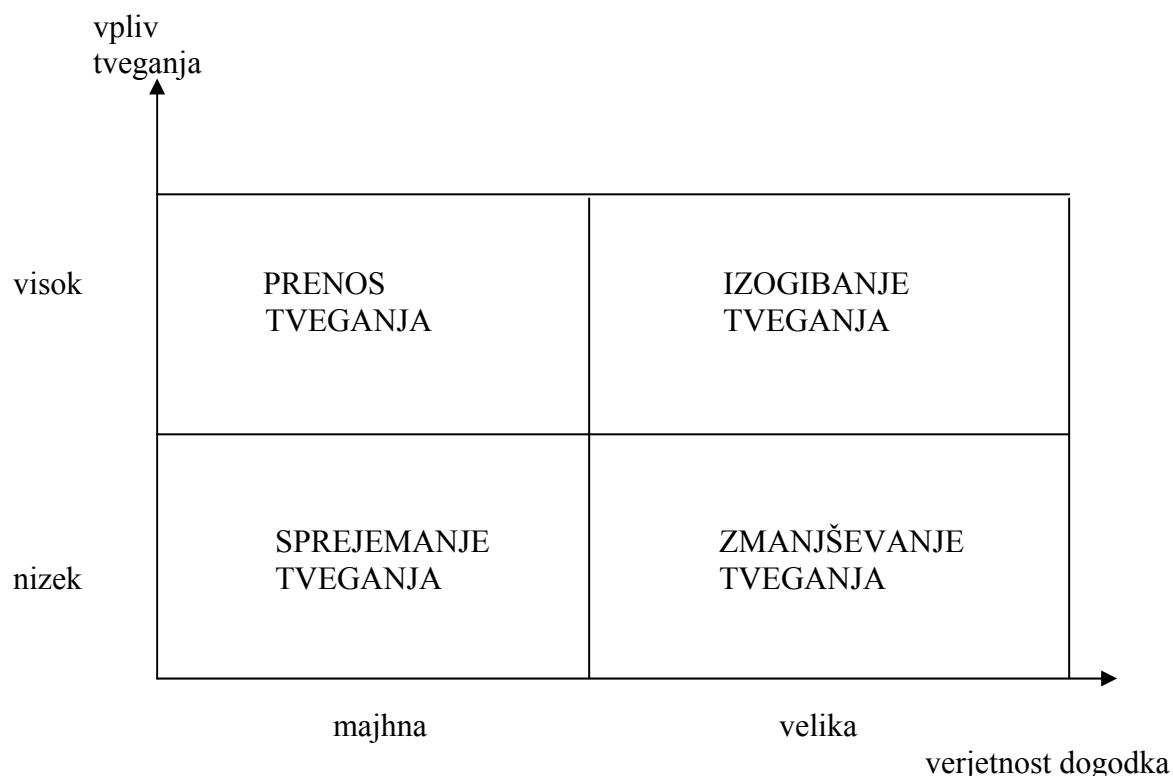 vpliv
tveganja
visok
PRENOS
TVEGANJA
IZOGIBANJE
TVEGANJA
nizek
SPREJEMANJE
TVEGANJA
ZMANJŠEVANJE
TVEGANJA
majhna
velika
verjetnost dogodka